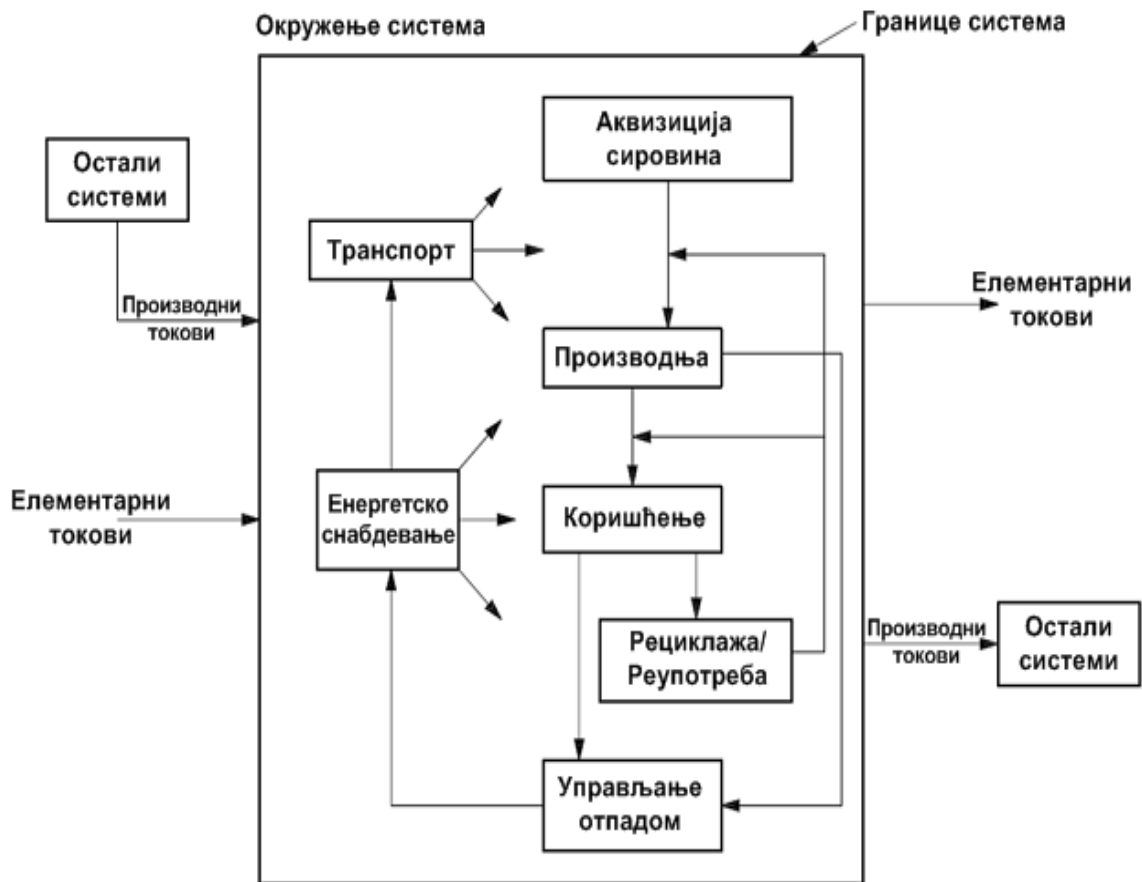 Окружење система
Границе система
Аквизиција
сировина
Остали
системи
Транспорт
Производни
токови
Елементарни
токови
Производња
Елементарни
токови
Енергетско
снабдевање
Коришћење
Рециклажа/
Реупотреба
Производни
токови
Остали
системи
Управљање
отпадом